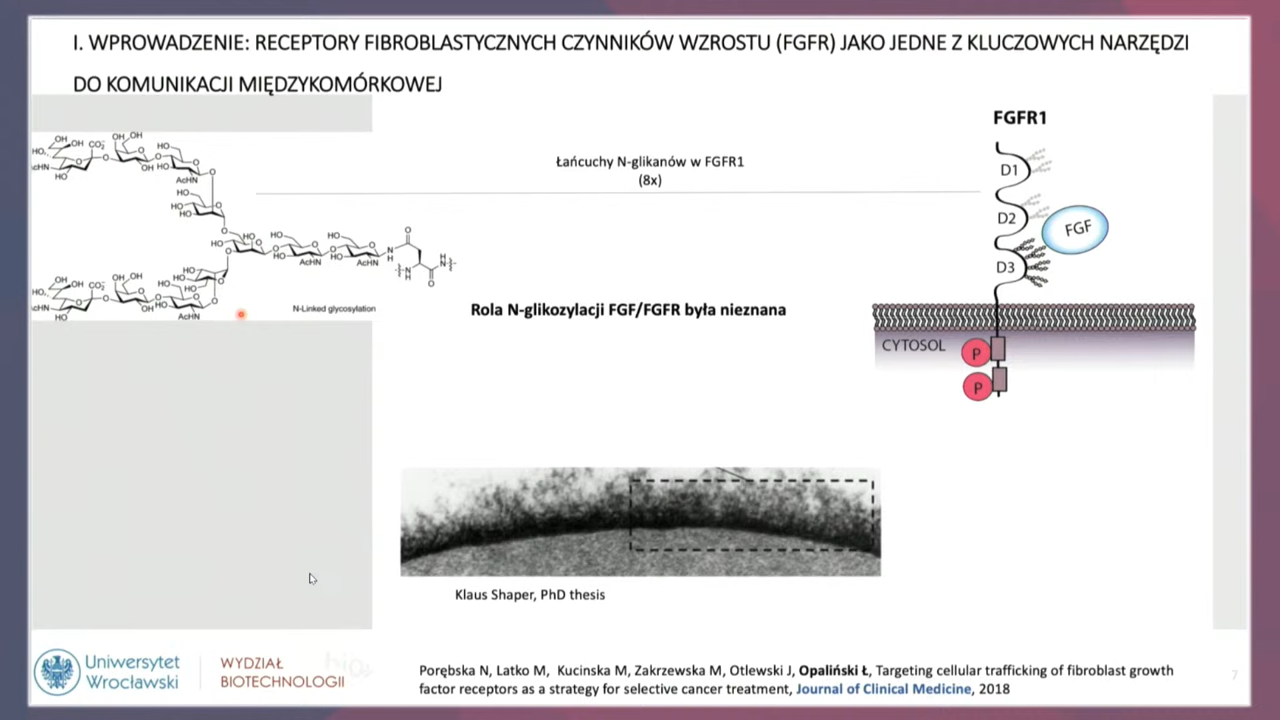 I. WPROWADZENIE: RECEPTORY FIBROBLASTYCZNYCH CZYNNIKÓW WZROSTU (FGFR) JAKO JEDNE Z KLUCZOWYCH NARZĘDZI
DO KOMUNIKACJI MIĘDZYKOMÓRKOWEJ
FGFR1
Łańcuchy N-glikanów w FGFR1
(8x)
D1
D2
FGF
D3
N-Linked glycosylation
Rola N-glikozylacji FGF/FGFR była nieznana
CYTOSOL
P
P
Klaus Shaper, PhD thesis
Uniwersytet
Wrocławski
WYDZIAŁ
BIOTECHNOLOGII
Porębska N, Latko M, Kucinska M, Zakrzewska M, Otlewski J, Opaliński Ł, Targeting cellular trafficking of fibroblast growth
factor receptors as a strategy for selective cancer treatment, Journal of Clinical Medicine, 2018
7